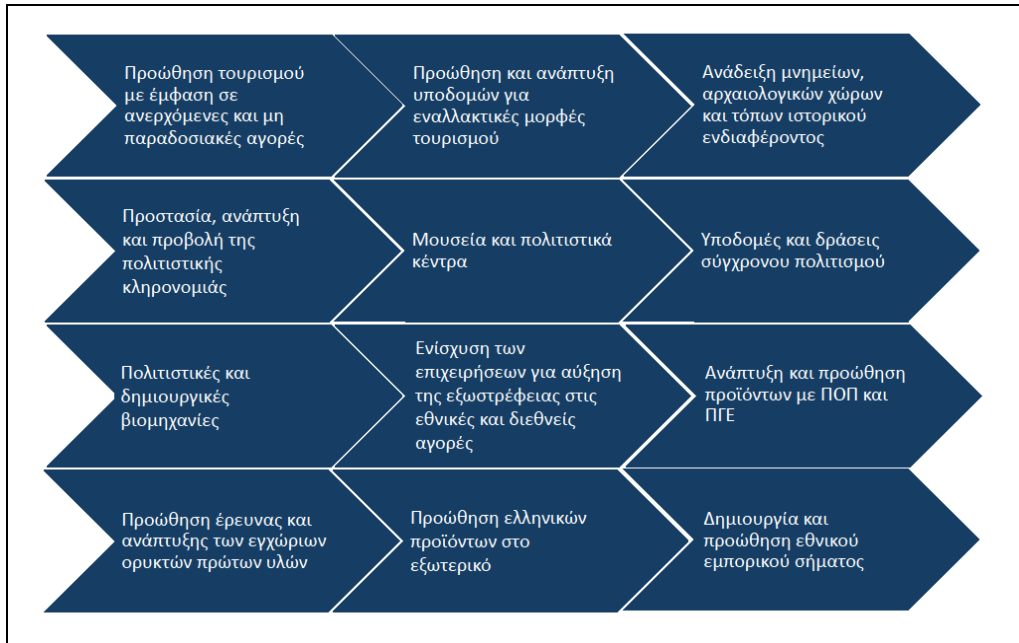 Προώθηση τουρισμού
με έμφαση σε
ανερχόμενες και μη
παραδοσιακές αγορές
Προώθηση και ανάπτυξη
υποδομών για
εναλλακτικές μορφές
τουρισμού
Ανάδειξη μνημείων,
αρχαιολογικών χώρων
και τόπων ιστορικού
ενδιαφέροντος
Προστασία, ανάπτυξη
και προβολή της
πολιτιστικής
κληρονομιάς
Μουσεία και πολιτιστικά
κέντρα
Υποδομές και δράσεις
σύγχρονου πολιτισμού
Πολιτιστικές και
δημιουργικές
βιομηχανίες
Ενίσχυση των
επιχειρήσεων για αύξηση
της εξωστρέφειας στις
εθνικές και διεθνείς
αγορές
Ανάπτυξη και προώθηση
προϊόντων με ΠΟΠ και
ΠΓΕ
Προώθηση έρευνας και
ανάπτυξης των εγχώριων
ορυκτών πρώτων υλών
Προώθηση ελληνικών
προϊόντων στο
εξωτερικό
Δημιουργία και
προώθηση εθνικού
εμπορικού σήματος